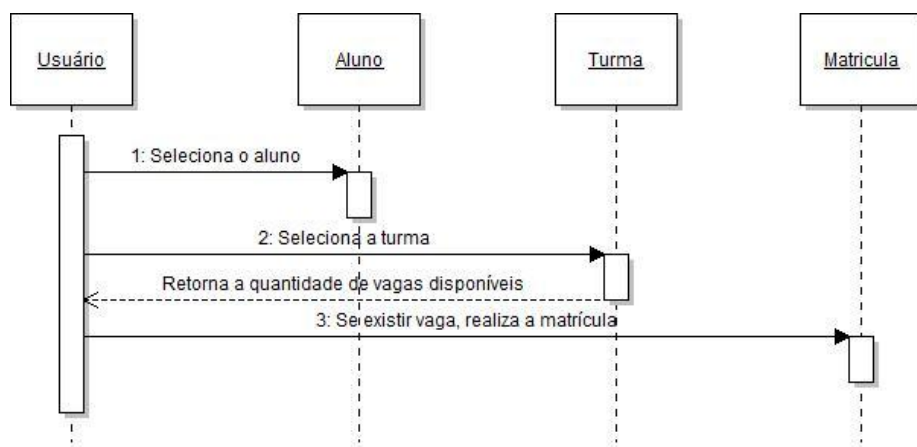 Usuário
Aluno
Turma
Matricula
1: Seleciona o aluno
2: Seleciona a turma
Retorna a quantidade de vagas disponíveis
3: Se existir vaga, realiza a matrícula